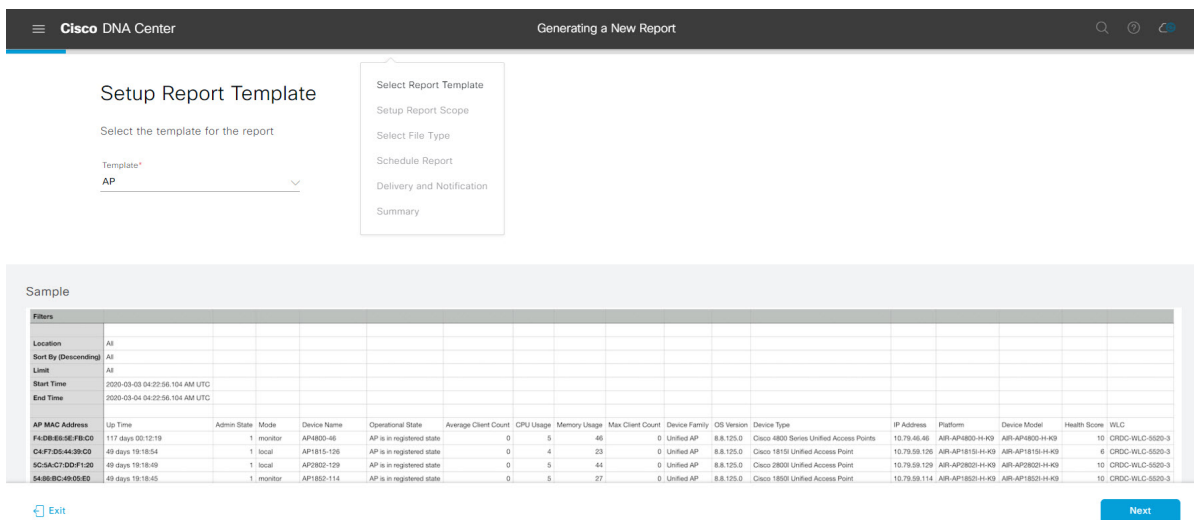 Cisco DNA Center
Generating a New Report
Setup Report Template
Select the template for the report
Template*
AP
Select Report Template
Setup Report Scope
Select File Type
Schedule Report
Delivery and Notification
Summary
Sample
Filters
Location All
Sort By (Descending) All
Limit All
Start Time 2020-03-03 04:22:56.104 AM UTC
End Time 2020-03-04 04:22:56.104 AM UTC
AP MAC Address Up Time Admin State Mode Device Name Operational State Average Client Count CPU Usage Memory Usage Max Client Count Device Family OS Version Device Type IP Address Platform Device Model Health Score WLC
F4:DB:E6:5E:FB:C0 117 days 00:12:19 1 monitor AP4800-46 AP is in registered state 0 5 46 0 Unified AP 8.8.125.0 Cisco 4800 Series Unified Access Points 10.79.46.46 AIR-AP4800-H-K9 AIR-AP4800-H-K9 10 CRDC-WLC-5520-3
C4:F7:D5:44:39:C0 49 days 19:18:54 1 local AP1815-126 AP is in registered state 0 4 23 0 Unified AP 8.8.125.0 Cisco 1815I Unified Access Point 10.79.59.126 AIR-AP1815I-H-K9 AIR-AP1815I-H-K9 6 CRDC-WLC-5520-3
5C:5A:C7:DD:F1:20 49 days 19:18:49 1 local AP2802-129 AP is in registered state 0 5 44 0 Unified AP 8.8.125.0 Cisco 2800I Unified Access Point 10.79.59.129 AIR-AP2802I-H-K9 AIR-AP2802I-H-K9 10 CRDC-WLC-5520-3
54:86:BC:49:05:E0 49 days 19:18:45 1 monitor AP1852-114 AP is in registered state 0 5 27 0 Unified AP 8.8.125.0 Cisco 1850I Unified Access Point 10.79.59.114 AIR-AP1852I-H-K9 AIR-AP1852I-H-K9 10 CRDC-WLC-5520-3
Exit
Next